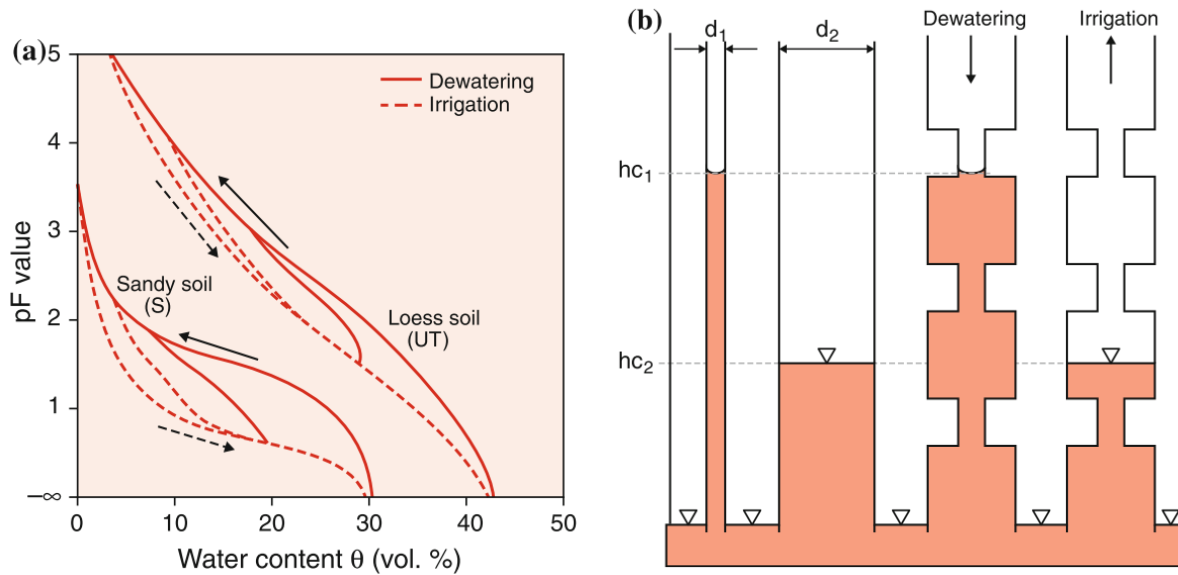 (a)
5
4
3
2
1
–∞
0
10
20
30
40
50
pF value
Water content θ (vol. %)
Dewatering
Irrigation
Sandy soil
(S)
Loess soil
(UT)
(b)
d₁
d₂
Dewatering
Irrigation
hc₁
hc₂